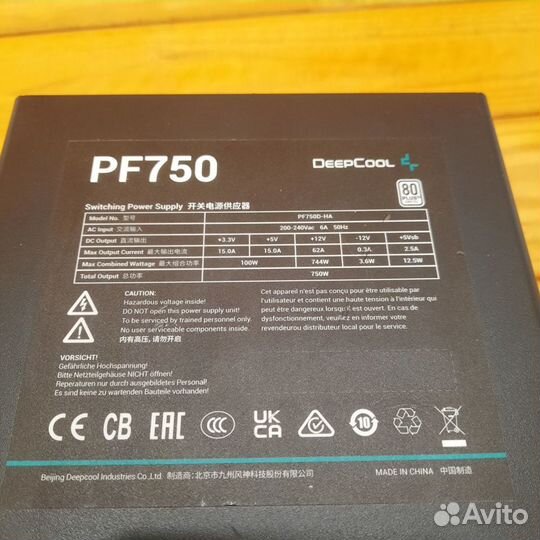 PF750
DEEPCOOL
80 PLUS
Switching Power Supply 开关电源供应器
Model No. 型号 PF750D-HA
AC Input 交流输入 200-240Vac 6A 50Hz
DC Output 直流输出 +3.3V +5V +12V -12V +5Vsb
Max Output Current 最大输出电流 15.0A 15.0A 62A 0.3A 2.5A
Max Combined Wattage 最大组合功率 100W 744W 3.6W 12.5W
Total Output 总功率 750W
CAUTION:
Hazardous voltage inside!
DO NOT open this power supply unit!
To be serviced by trained personnel only.
No user serviceable components inside.
内有高压, 请勿开启
Cet appareil n'est pas conçu pour être utilisable par
l'utilisateur et contient une haute tension à l'intérieur qui
peut être dangereux lorsqu'il est ouvert. En cas de
dysfonctionnement, veuillez contacter votre
revendeurou distributeur local pour le service.
VORSICHT!
Gefährliche Hochspannung!
Bitte Netzteilgehäuse NICHT öffnen.
Reperaturen nur durch ausgebildetes Personal!
Es sind keine zu wartenden Bauteile vorhanden!
CE CB EAC CCC UK CA 10
Beijing Deepcool Industries Co., Ltd. 制造商: 北京市九州风神科技股份有限公司
MADE IN CHINA 中国制造
Avito